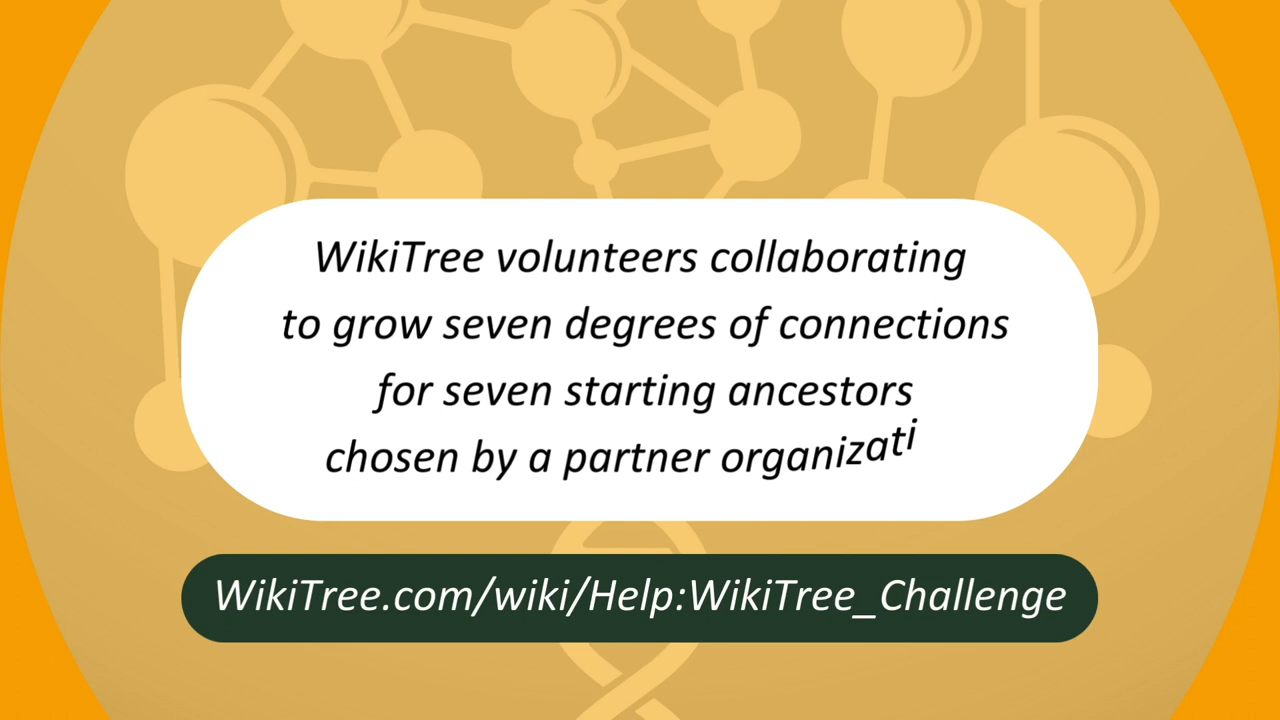 WikiTree volunteers collaborating
to grow seven degrees of connections
for seven starting ancestors
chosen by a partner organizati
WikiTree.com/wiki/Help:WikiTree_Challenge